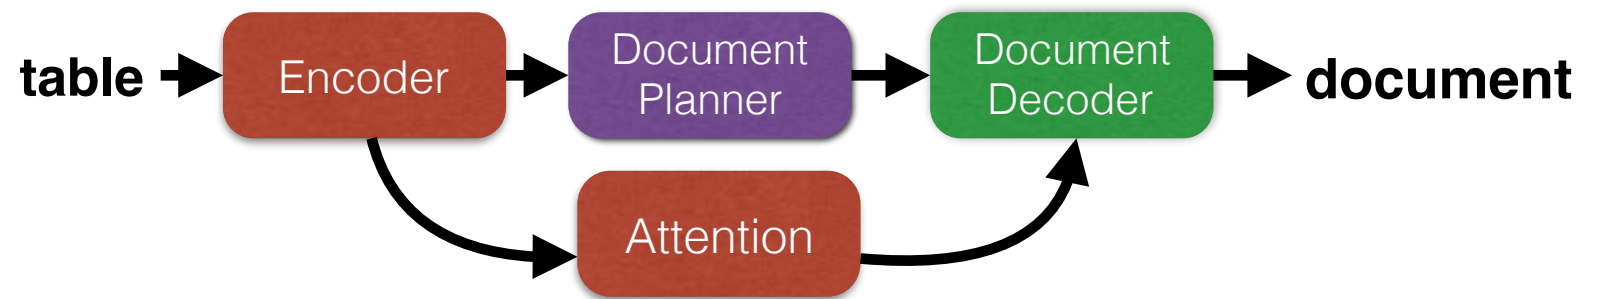 table
Encoder
Document
Planner
Document
Decoder
document
Attention